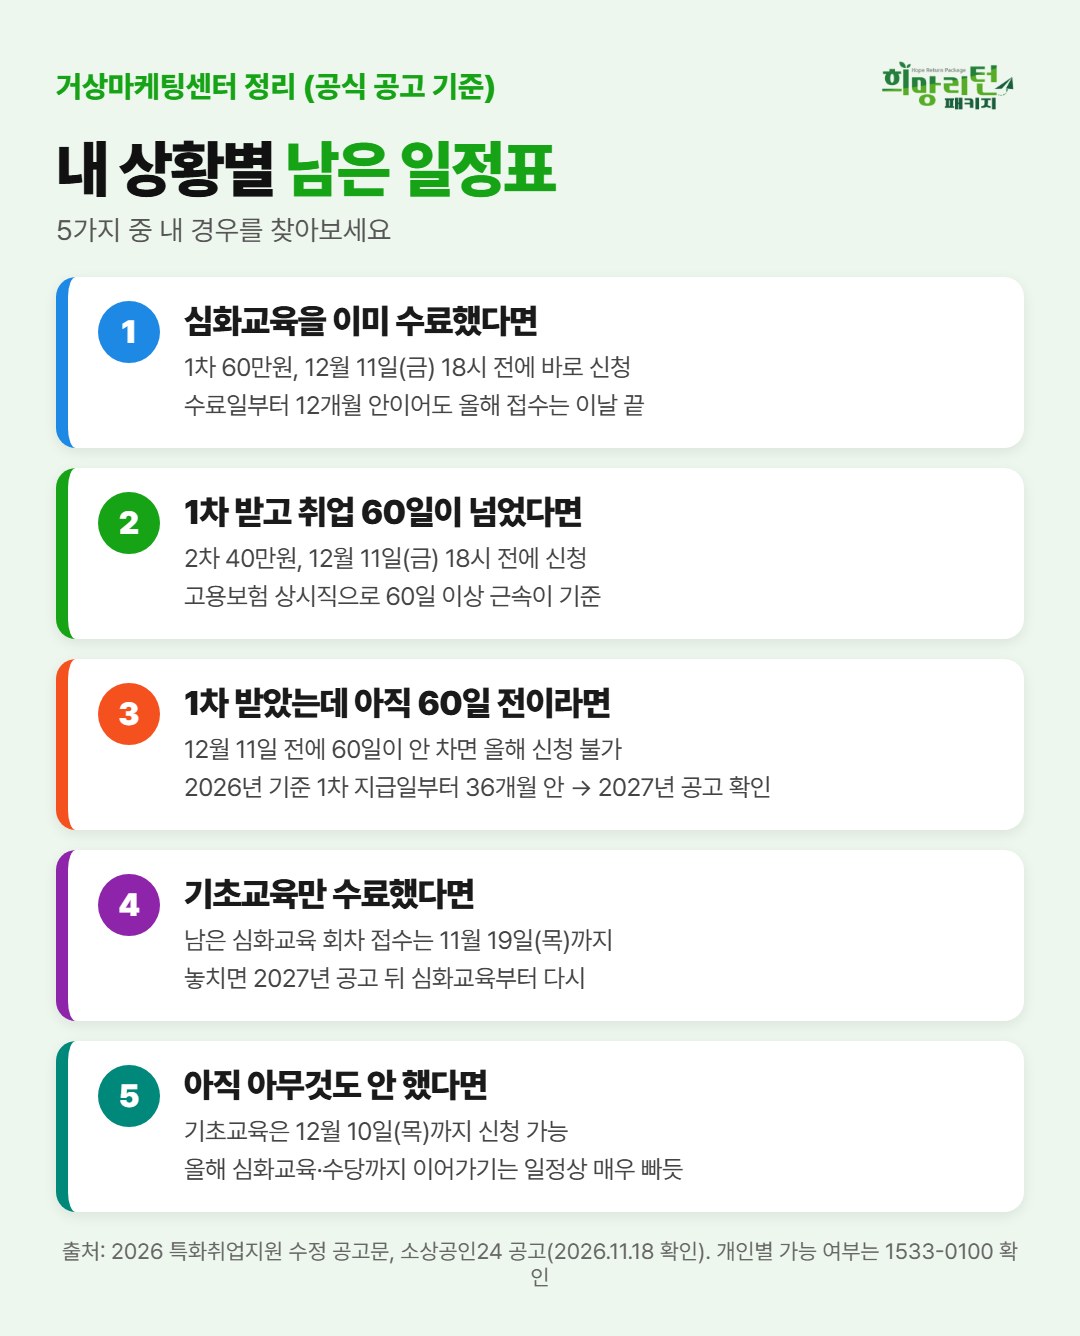 거상마케팅센터 정리 (공식 공고 기준)
Hope Return Package
희망리턴
패키지
내 상황별 남은 일정표
5가지 중 내 경우를 찾아보세요
1
심화교육을 이미 수료했다면
1차 60만원, 12월 11일(금) 18시 전에 바로 신청
수료일부터 12개월 안이어도 올해 접수는 이날 끝
2
1차 받고 취업 60일이 넘었다면
2차 40만원, 12월 11일(금) 18시 전에 신청
고용보험 상시직으로 60일 이상 근속이 기준
3
1차 받았는데 아직 60일 전이라면
12월 11일 전에 60일이 안 차면 올해 신청 불가
2026년 기준 1차 지급일부터 36개월 안 → 2027년 공고 확인
4
기초교육만 수료했다면
남은 심화교육 회차 접수는 11월 19일(목)까지
놓치면 2027년 공고 뒤 심화교육부터 다시
5
아직 아무것도 안 했다면
기초교육은 12월 10일(목)까지 신청 가능
올해 심화교육·수당까지 이어가기는 일정상 매우 빠듯
출처: 2026 특화취업지원 수정 공고문, 소상공인24 공고(2026.11.18 확인). 개인별 가능 여부는 1533-0100 확
인